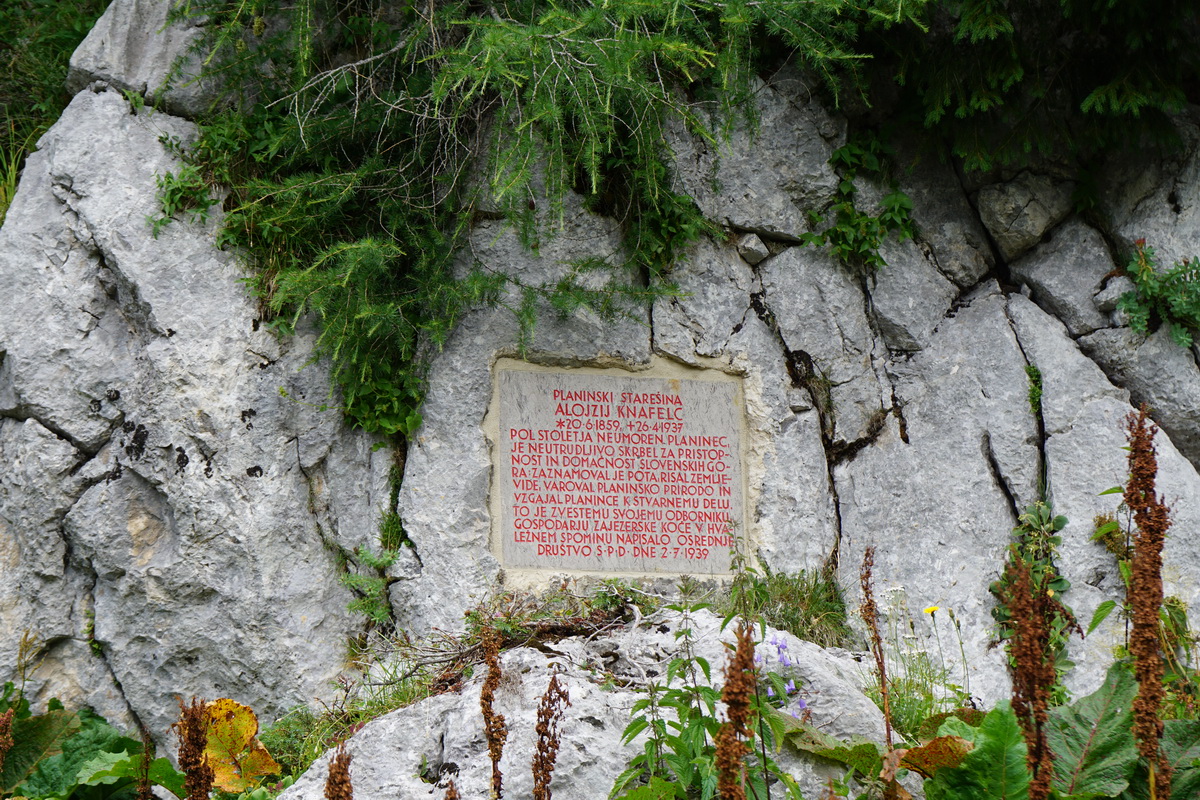 PLANINSKI STAREŠINA
ALOJZIJ KNAFELC
*20·6·1859, +26·4·1937
POL STOLETJA NEUMOREN PLANINEC,
JE NEUTRUDLJIVO SKRBEL ZA PRISTOP-
NOST IN DOMAČNOST SLOVENSKIH GO-
RA: ZAZNAMOVAL JE POTA, RISAL ZEMLJE-
VIDE, VAROVAL PLANINSKO PRIRODO IN
VZGAJAL PLANINCE K STVARNEMU DELU.
TO JE ZVESTEMU SVOJEMU ODBORNIKU,
GOSPODARJU ZAJEZERSKE KOČE V HVA-
LEŽNEM SPOMINU NAPISALO OSREDNJE
DRUŠTVO S·P·D· DNE 2·7·1939